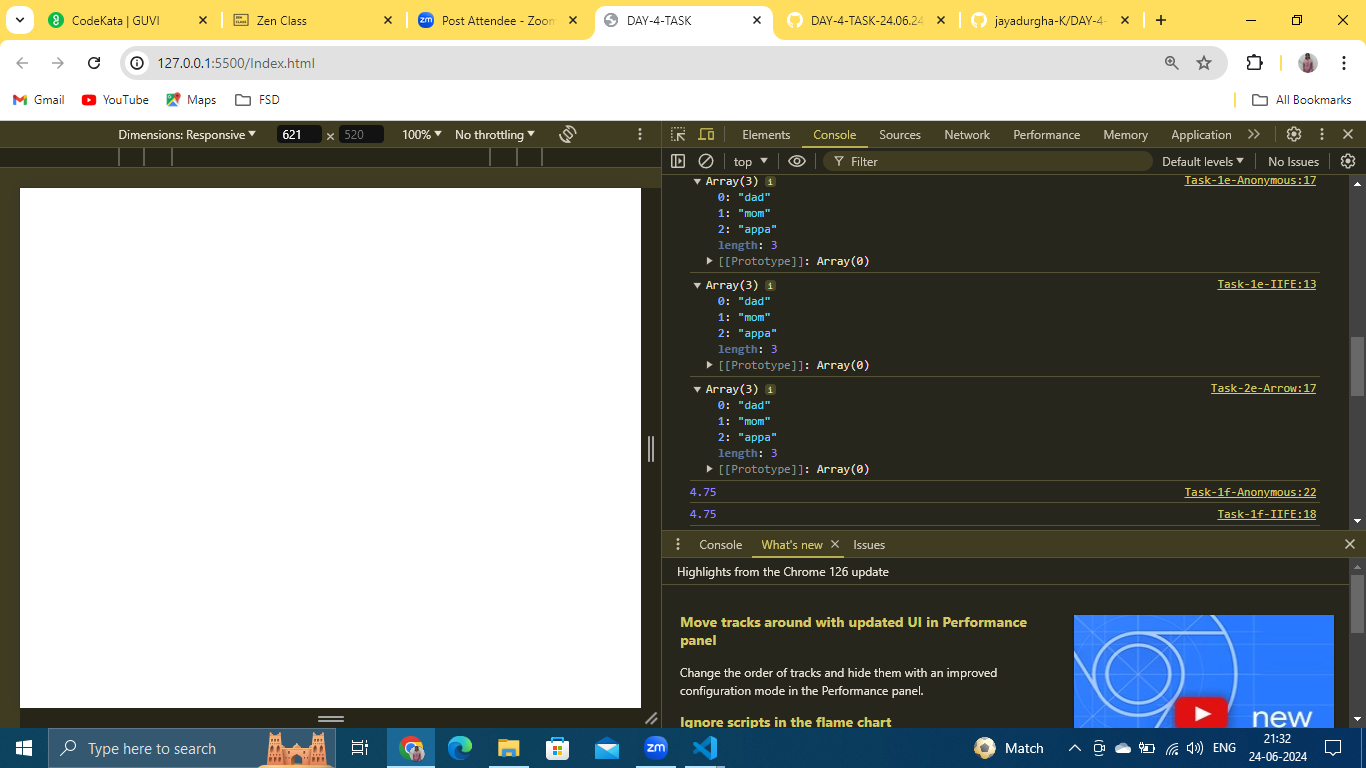 CodeKata | GUVI
Zen Class
Post Attendee - Zoom
DAY-4-TASK
DAY-4-TASK-24.06.24
jayadurgha-K/DAY-4-
127.0.0.1:5500/Index.html
Gmail
YouTube
Maps
FSD
All Bookmarks
Dimensions: Responsive
621 × 520
100%
No throttling
Elements
Console
Sources
Network
Performance
Memory
Application
top
Filter
Default levels
No Issues
Array(3) i Task-1e-Anonymous:17
0: "dad"
1: "mom"
2: "appa"
length: 3
[[Prototype]]: Array(0)
Array(3) i Task-1e-IIFE:13
0: "dad"
1: "mom"
2: "appa"
length: 3
[[Prototype]]: Array(0)
Array(3) i Task-2e-Arrow:17
0: "dad"
1: "mom"
2: "appa"
length: 3
[[Prototype]]: Array(0)
4.75 Task-1f-Anonymous:22
4.75 Task-1f-IIFE:18
Console
What's new
Issues
Highlights from the Chrome 126 update
Move tracks around with updated UI in Performance
panel
Change the order of tracks and hide them with an improved
configuration mode in the Performance panel.
Ignore scripts in the flame chart
new
Type here to search
zm
Match
ENG
21:32
24-06-2024